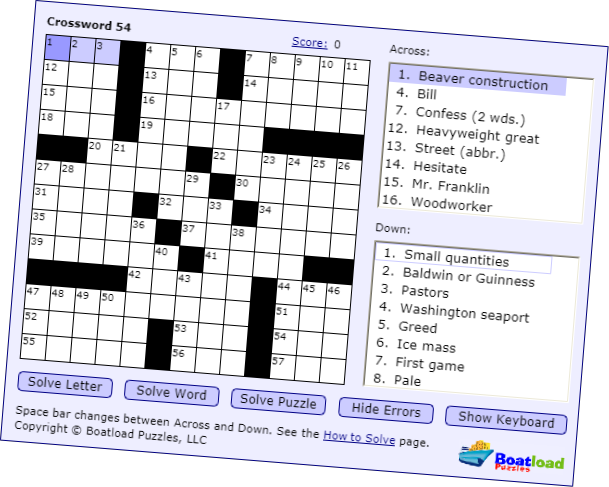 Crossword 54
Score: 0
1 2 3 4 5 6 7 8 9 10 11
12 13 14
15 16 17
18 19
20 21 22 23 24 25 26
27 28 29 30
31 32 33 34
35 36 37 38
39 40 41
42 43 44 45 46
47 48 49 50 51
52 53 54
55 56 57
Across:
1. Beaver construction
4. Bill
7. Confess (2 wds.)
12. Heavyweight great
13. Street (abbr.)
14. Hesitate
15. Mr. Franklin
16. Woodworker
Down:
1. Small quantities
2. Baldwin or Guinness
3. Pastors
4. Washington seaport
5. Greed
6. Ice mass
7. First game
8. Pale
Solve Letter Solve Word Solve Puzzle Hide Errors Show Keyboard
Space bar changes between Across and Down. See the How to Solve page.
Copyright © Boatload Puzzles, LLC
Boatload
Puzzles